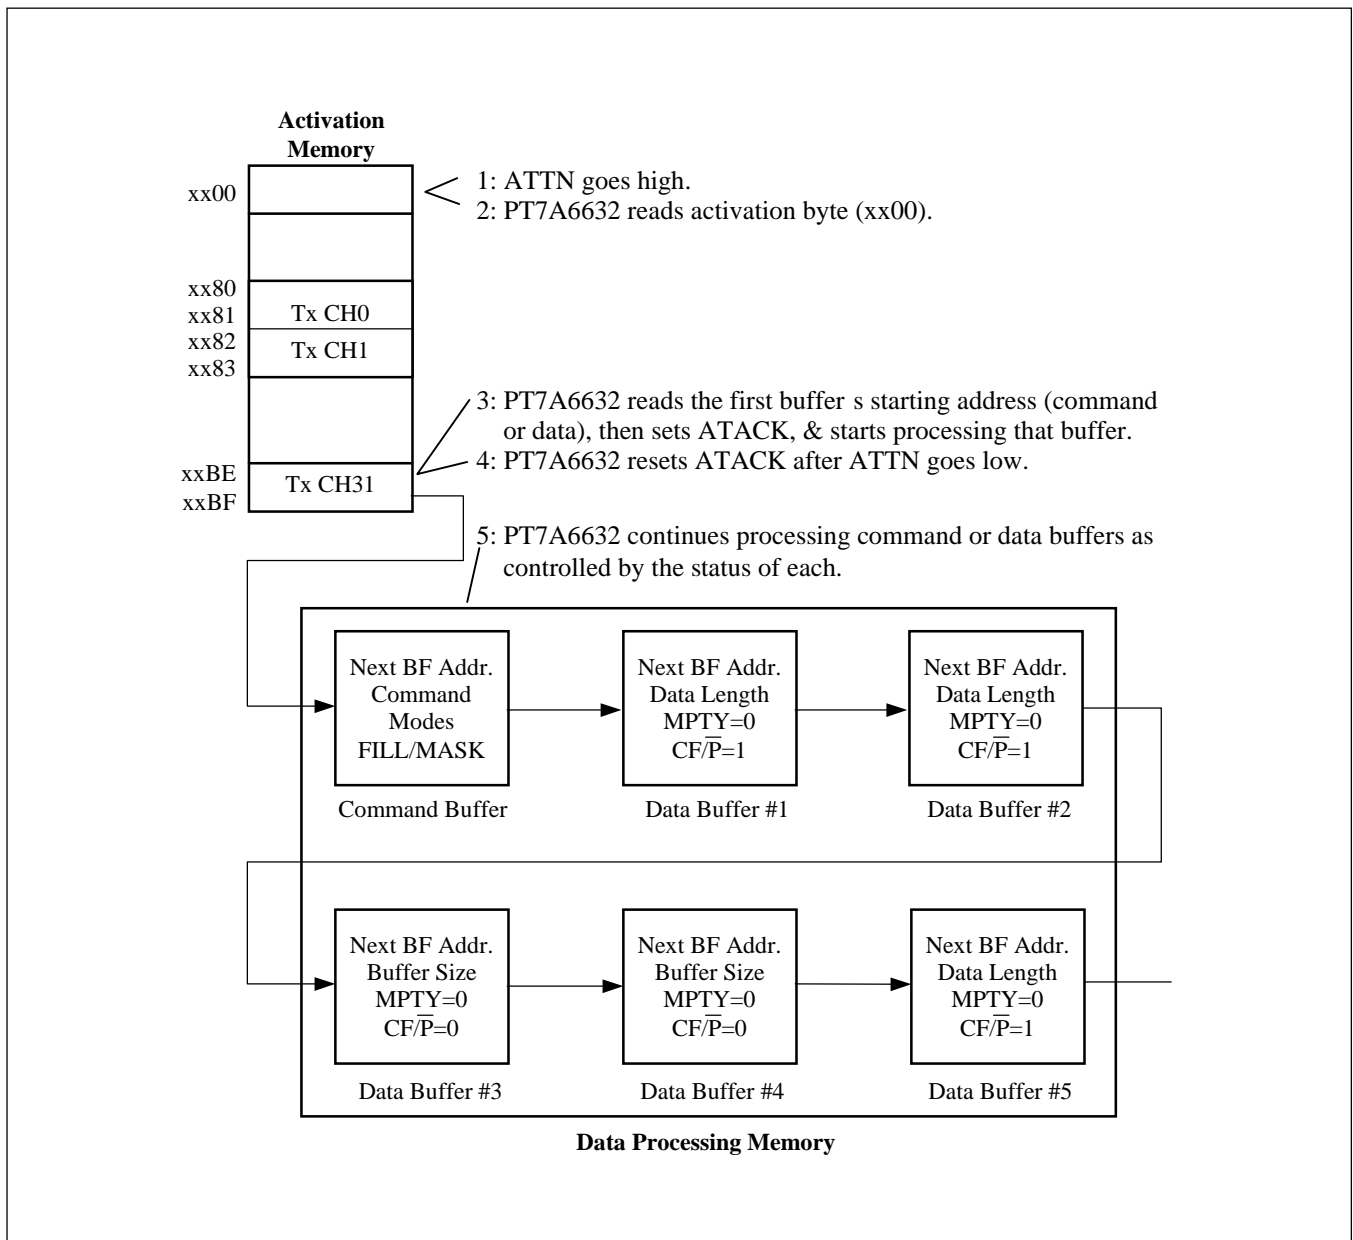 Activation
Memory
xx00
1: ATTN goes high.
2: PT7A6632 reads activation byte (xx00).
xx80
xx81
Tx CH0
xx82
Tx CH1
xx83
3: PT7A6632 reads the first buffer s starting address (command
or data), then sets ATACK, & starts processing that buffer.
4: PT7A6632 resets ATACK after ATTN goes low.
xxBE
Tx CH31
xxBF
5: PT7A6632 continues processing command or data buffers as
controlled by the status of each.
Next BF Addr.
Command
Modes
FILL/MASK
Command Buffer
Next BF Addr.
Data Length
MPTY=0
CF/P̅=1
Data Buffer #1
Next BF Addr.
Data Length
MPTY=0
CF/P̅=1
Data Buffer #2
Next BF Addr.
Buffer Size
MPTY=0
CF/P̅=0
Data Buffer #3
Next BF Addr.
Buffer Size
MPTY=0
CF/P̅=0
Data Buffer #4
Next BF Addr.
Data Length
MPTY=0
CF/P̅=1
Data Buffer #5
Data Processing Memory